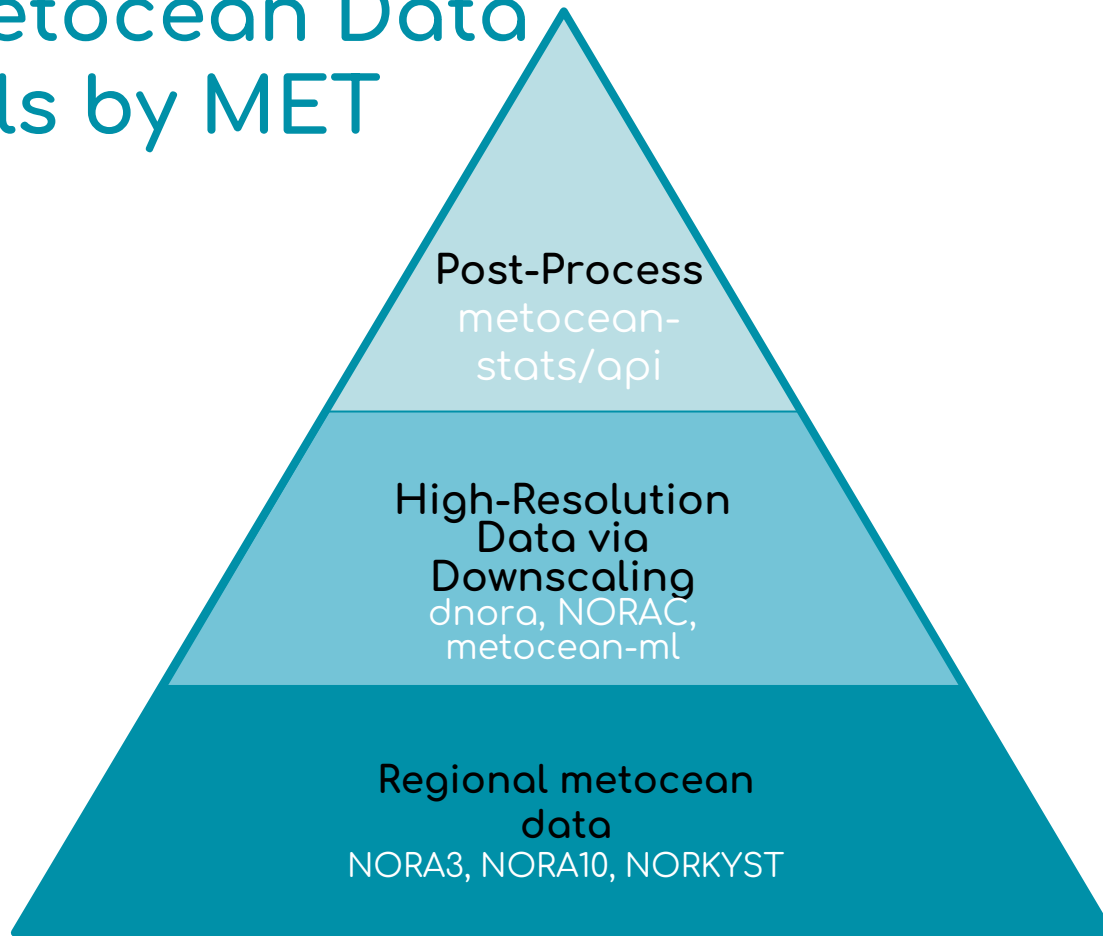 etocean Data
ls by MET
Post-Process
metocean-
stats/api
High-Resolution
Data via
Downscaling
dnora, NORAC,
metocean-ml
Regional metocean
data
NORA3, NORA10, NORKYST